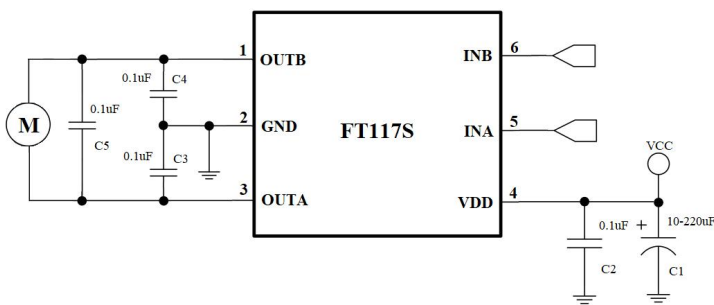 1
OUTB
INB
6
0.1uF
C4
0.1uF
M
C5
2
GND
FT117S
INA
5
0.1uF
C3
VCC
3
OUTA
VDD
4
0.1uF
+
10-220uF
C2
C1